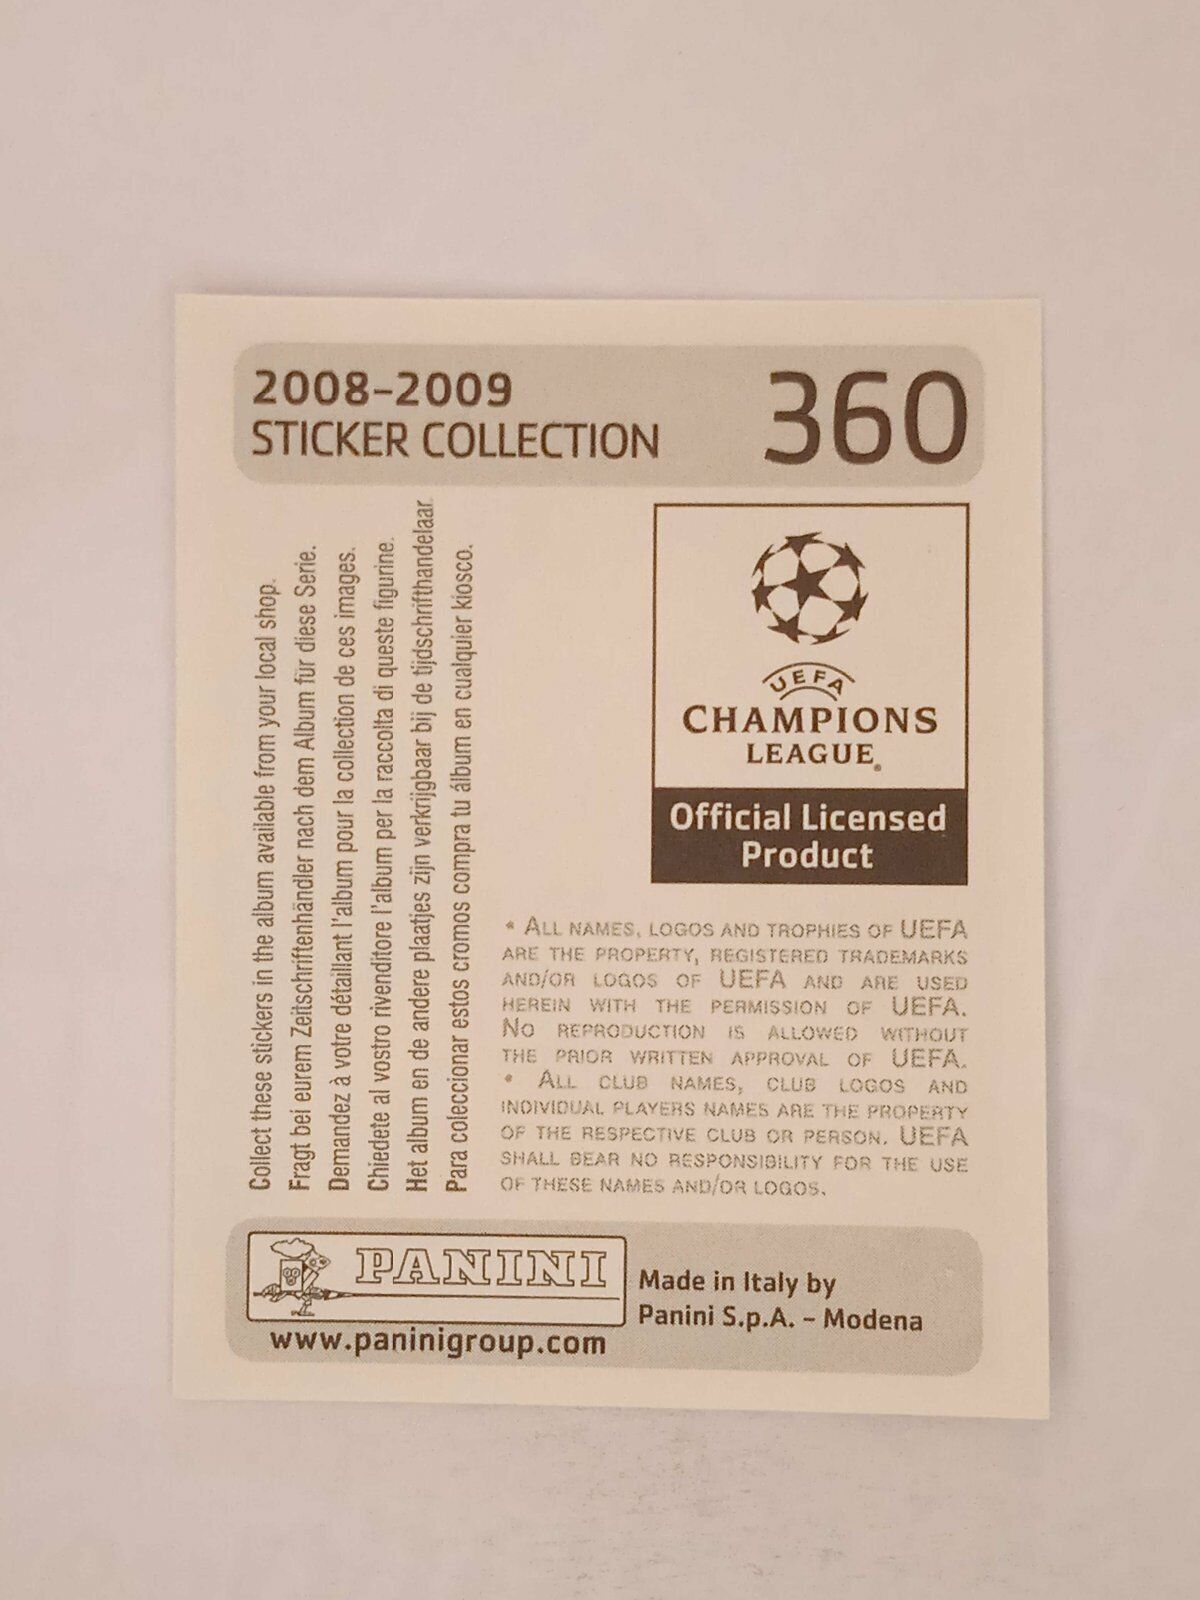 2008–2009
STICKER COLLECTION
360
Collect these stickers in the album available from your local shop.
Fragt bei eurem Zeitschriftenhändler nach dem Album für diese Serie.
Demandez à votre détaillant l'album pour la collection de ces images.
Chiedete al vostro rivenditore l'album per la raccolta di queste figurine.
Het album en de andere plaatjes zijn verkrijgbaar bij de tijdschrifthandelaar.
Para coleccionar estos cromos compra tu álbum en cualquier kiosco.
UEFA
CHAMPIONS
LEAGUE®
Official Licensed
Product
* ALL NAMES, LOGOS AND TROPHIES OF UEFA
ARE THE PROPERTY, REGISTERED TRADEMARKS
AND/OR LOGOS OF UEFA AND ARE USED
HEREIN WITH THE PERMISSION OF UEFA.
NO REPRODUCTION IS ALLOWED WITHOUT
THE PRIOR WRITTEN APPROVAL OF UEFA.
* ALL CLUB NAMES, CLUB LOGOS AND
INDIVIDUAL PLAYERS NAMES ARE THE PROPERTY
OF THE RESPECTIVE CLUB OR PERSON. UEFA
SHALL BEAR NO RESPONSIBILITY FOR THE USE
OF THESE NAMES AND/OR LOGOS.
PANINI
www.paninigroup.com
Made in Italy by
Panini S.p.A. – Modena